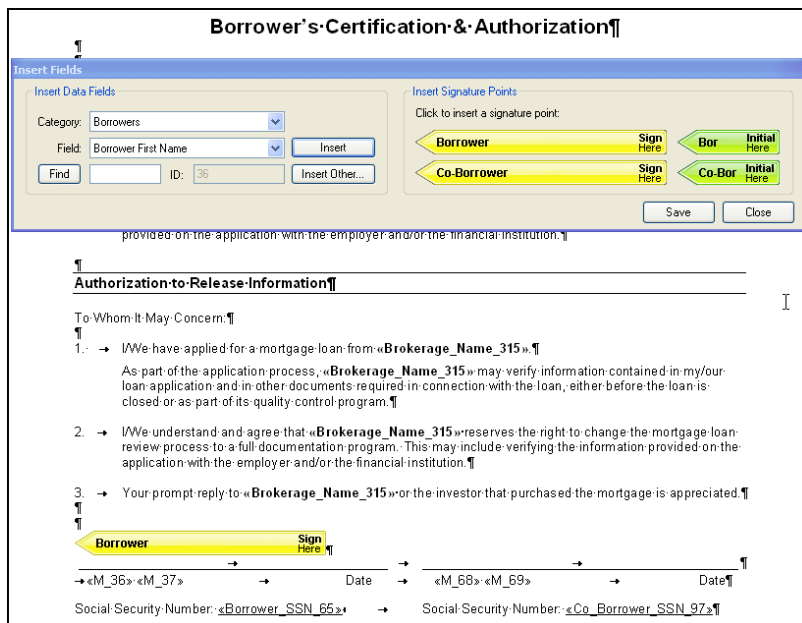 Borrower's·Certification·&·Authorization¶
¶
Insert Fields
Insert Data Fields
Category: Borrowers
Field: Borrower First Name Insert
Find ID: 36 Insert Other...
Insert Signature Points
Click to insert a signature point:
Borrower Sign Here Bor Initial Here
Co-Borrower Sign Here Co-Bor Initial Here
Save Close
provided·on·the·application·with·the·employer·and/or·the·financial·institution.¶
¶
Authorization·to·Release·Information¶
To·Whom·It·May·Concern:¶
¶
1.· → I/We·have·applied·for·a·mortgage·loan·from·«Brokerage_Name_315».¶
As·part·of·the·application·process,·«Brokerage_Name_315»·may·verify·information·contained·in·my/our·
loan·application·and·in·other·documents·required·in·connection·with·the·loan,·either·before·the·loan·is·
closed·or·as·part·of·its·quality·control·program.¶
2. → I/We·understand·and·agree·that·«Brokerage_Name_315»·reserves·the·right·to·change·the·mortgage·loan·
review·process·to·a·full·documentation·program.··This·may·include·verifying·the·information·provided·on·the·
application·with·the·employer·and/or·the·financial·institution.¶
3. → Your·prompt·reply·to·«Brokerage_Name_315»·or·the·investor·that·purchased·the·mortgage·is·appreciated.¶
¶
¶
Borrower Sign Here ¶
→ → → ¶
→«M_36»·«M_37» → Date → «M_68»·«M_69» → Date¶
Social·Security·Number:·«Borrower_SSN_65» → Social·Security·Number:·«Co_Borrower_SSN_97»¶